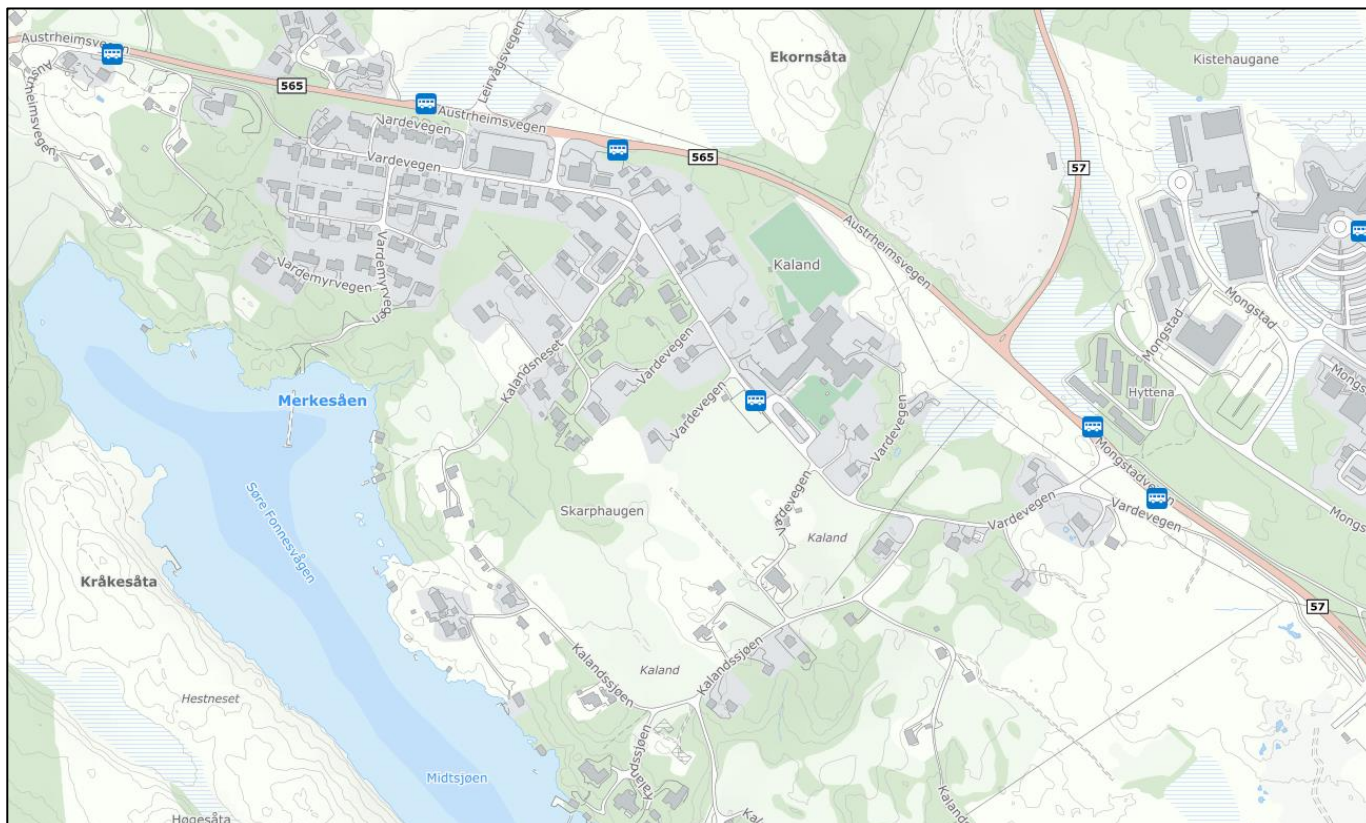 Austrheimsvegen
Austrheimsvegen
565
Leirvågsvegen
Ekornsåta
Kistehaugane
Austrheimsvegen
565
57
Vardevegen
Vardevegen
Austrheimsvegen
Kaland
Vardemyrvegen
Vardemyrvegen
Mongstad
Mongstad
Kalandsneset
Vardevegen
Merkesåen
Hyttena
Vardevegen
Vardevegen
Mongstadvegen
Søre Fonnesvågen
Skarphaugen
Vardevegen
Kaland
Vardevegen
Vardevegen
Kråkesåta
57
Hestneset
Kalandssjøen
Kaland
Kalandssjøen
Kalandssjøen
Midtsjøen
Høgesåta